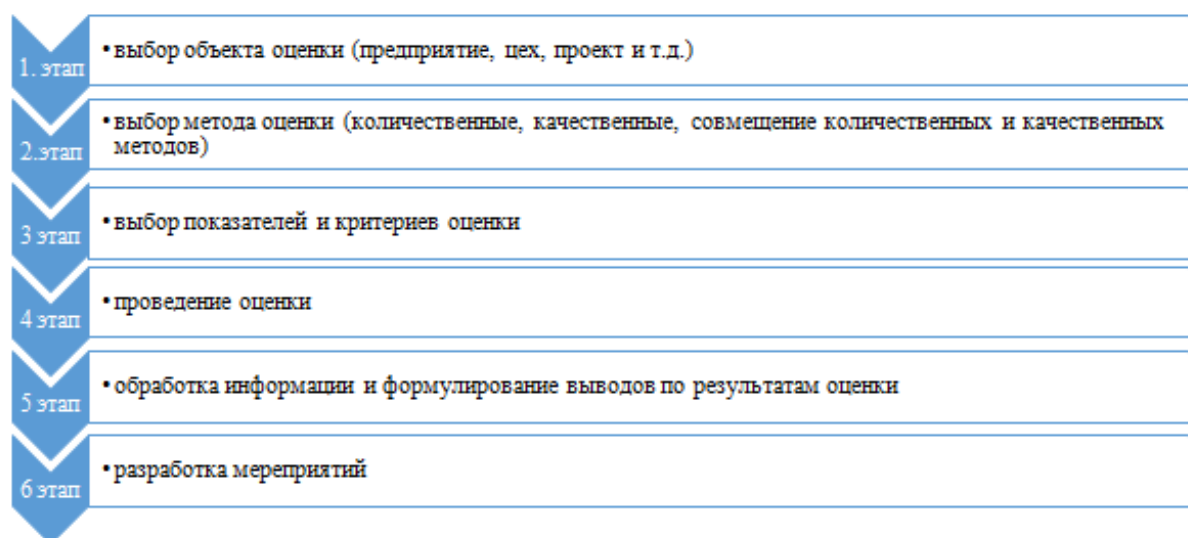 1. этап
• выбор объекта оценки (предприятие, цех, проект и т.д.)
2.этап
• выбор метода оценки (количественные, качественные, совмещение количественных и качественных
методов)
3 этап
• выбор показателей и критериев оценки
4 этап
• проведение оценки
5 этап
• обработка информации и формулирование выводов по результатам оценки
6 этап
• разработка мереприятий